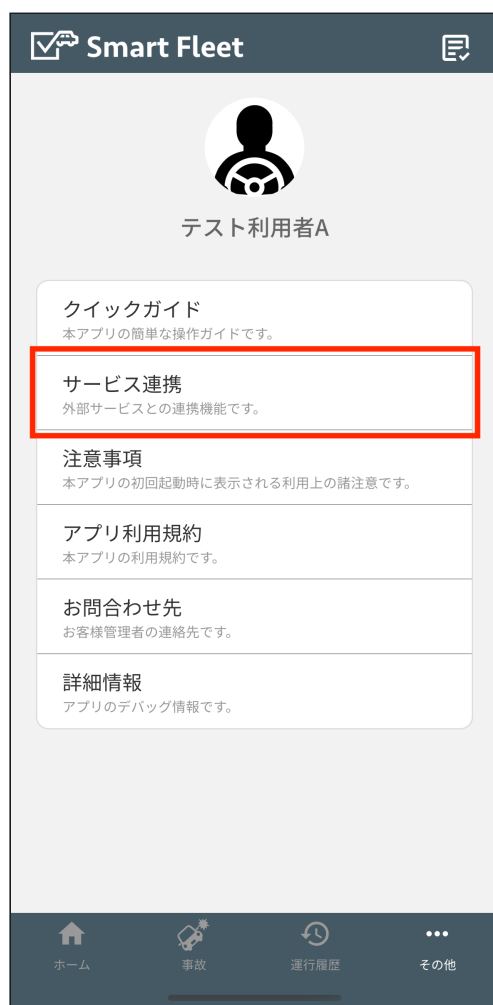 Smart Fleet
テスト利用者A
クイックガイド
本アプリの簡単な操作ガイドです。
サービス連携
外部サービスとの連携機能です。
注意事項
本アプリの初回起動時に表示される利用上の諸注意です。
アプリ利用規約
本アプリの利用規約です。
お問合わせ先
お客様管理者の連絡先です。
詳細情報
アプリのデバッグ情報です。
ホーム 事故 運行履歴 その他